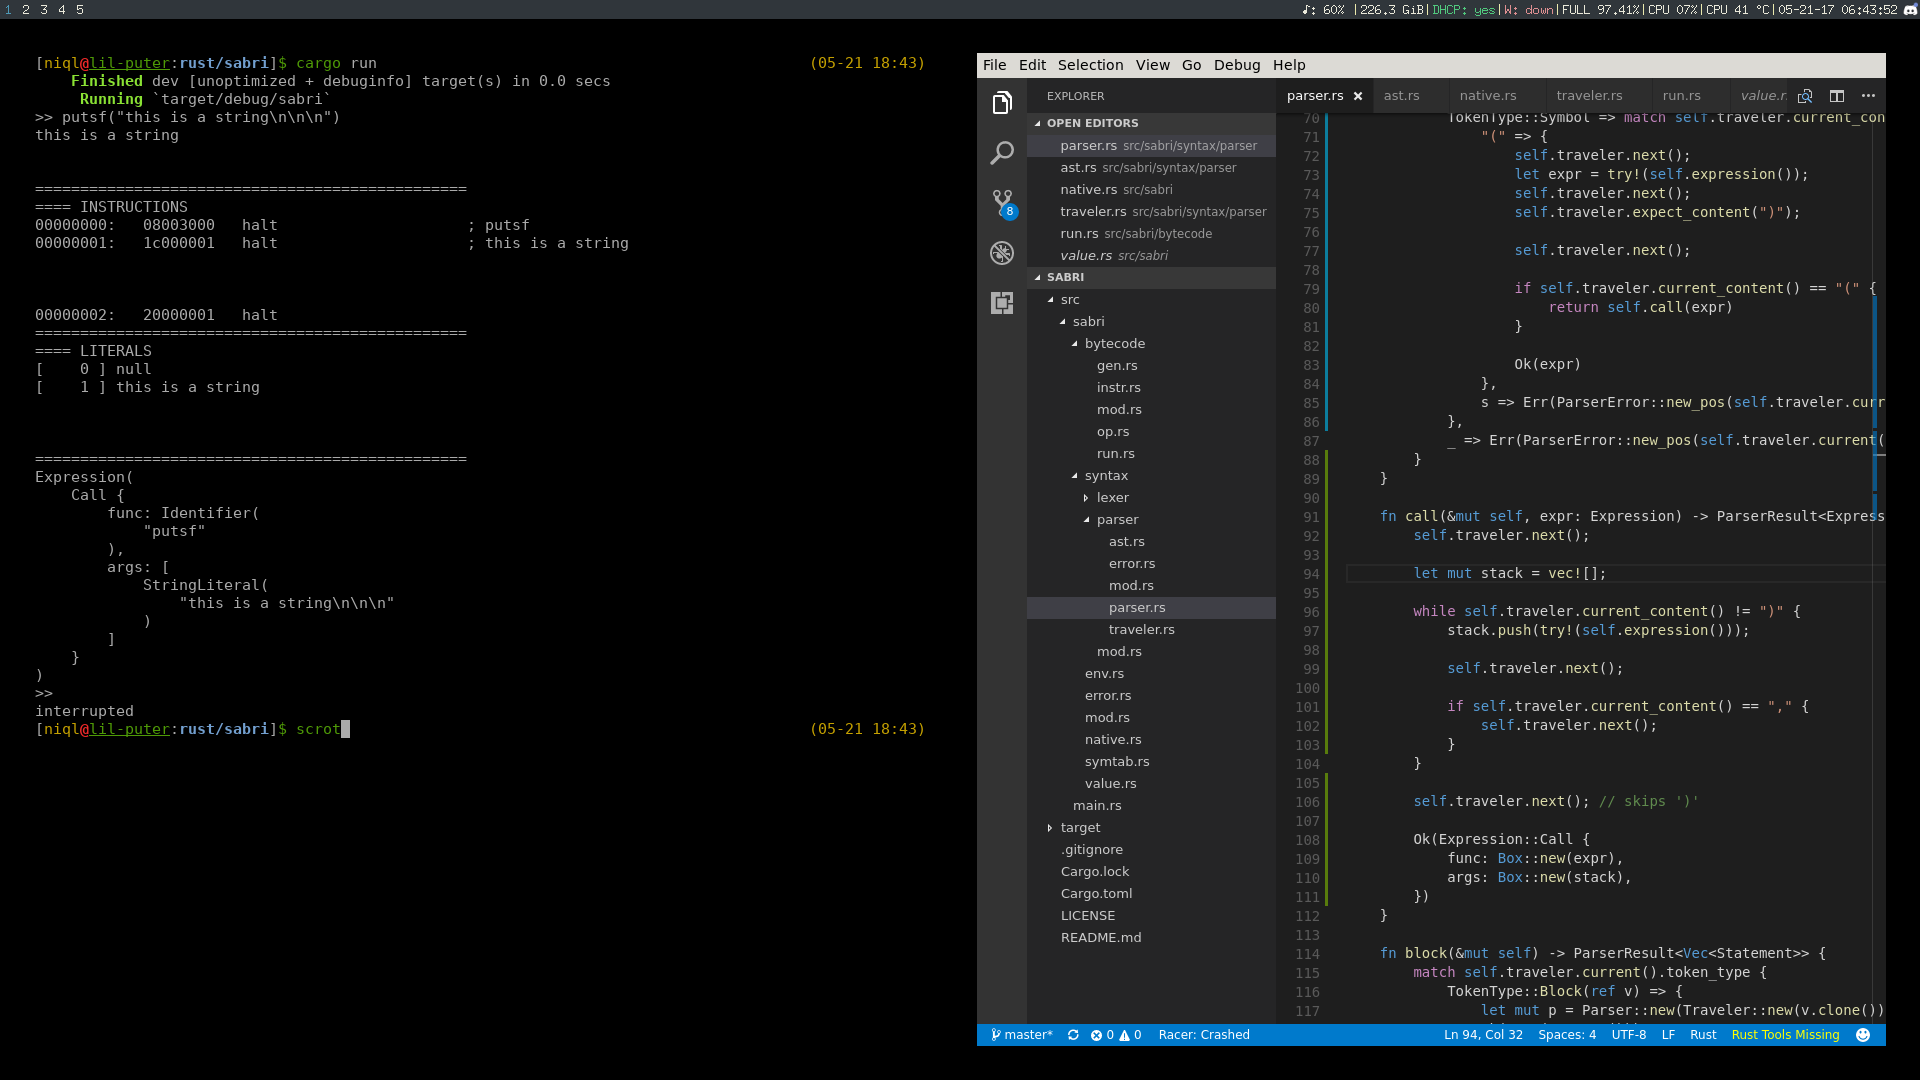 1 2 3 4 5
♪: 60% |226.3 GiB|DHCP: yes|W: down|FULL 97.41%|CPU 07%|CPU 41 °C|05-21-17 06:43:52
[niql@lil-puter:rust/sabri]$ cargo run (05-21 18:43)
Finished dev [unoptimized + debuginfo] target(s) in 0.0 secs
Running `target/debug/sabri`
>> putsf("this is a string\n\n\n")
this is a string
================================================
==== INSTRUCTIONS
00000000: 08003000 halt ; putsf
00000001: 1c000001 halt ; this is a string
00000002: 20000001 halt
================================================
==== LITERALS
[ 0 ] null
[ 1 ] this is a string
================================================
Expression(
Call {
func: Identifier(
"putsf"
),
args: [
StringLiteral(
"this is a string\n\n\n"
)
]
}
)
>>
interrupted
[niql@lil-puter:rust/sabri]$ scrot (05-21 18:43)
File Edit Selection View Go Debug Help
EXPLORER
OPEN EDITORS
parser.rs src/sabri/syntax/parser
ast.rs src/sabri/syntax/parser
native.rs src/sabri
traveler.rs src/sabri/syntax/parser
run.rs src/sabri/bytecode
value.rs src/sabri
SABRI
src
sabri
bytecode
gen.rs
instr.rs
mod.rs
op.rs
run.rs
syntax
lexer
parser
ast.rs
error.rs
mod.rs
parser.rs
traveler.rs
mod.rs
env.rs
error.rs
mod.rs
native.rs
symtab.rs
value.rs
main.rs
target
.gitignore
Cargo.lock
Cargo.toml
LICENSE
README.md
8
parser.rs × ast.rs native.rs traveler.rs run.rs value.r
70 TokenType::Symbol => match self.traveler.current_con
71 "(" => {
72 self.traveler.next();
73 let expr = try!(self.expression());
74 self.traveler.next();
75 self.traveler.expect_content(")");
76
77 self.traveler.next();
78
79 if self.traveler.current_content() == "(" {
80 return self.call(expr)
81 }
82
83 Ok(expr)
84 },
85 s => Err(ParserError::new_pos(self.traveler.curr
86 },
87 _ => Err(ParserError::new_pos(self.traveler.current(
88 }
89 }
90
91 fn call(&mut self, expr: Expression) -> ParserResult<Express
92 self.traveler.next();
93
94 let mut stack = vec![];
95
96 while self.traveler.current_content() != ")" {
97 stack.push(try!(self.expression()));
98
99 self.traveler.next();
100
101 if self.traveler.current_content() == "," {
102 self.traveler.next();
103 }
104 }
105
106 self.traveler.next(); // skips ')'
107
108 Ok(Expression::Call {
109 func: Box::new(expr),
110 args: Box::new(stack),
111 })
112 }
113
114 fn block(&mut self) -> ParserResult<Vec<Statement>> {
115 match self.traveler.current().token_type {
116 TokenType::Block(ref v) => {
117 let mut p = Parser::new(Traveler::new(v.clone())
master* 0 0 Racer: Crashed Ln 94, Col 32 Spaces: 4 UTF-8 LF Rust Rust Tools Missing